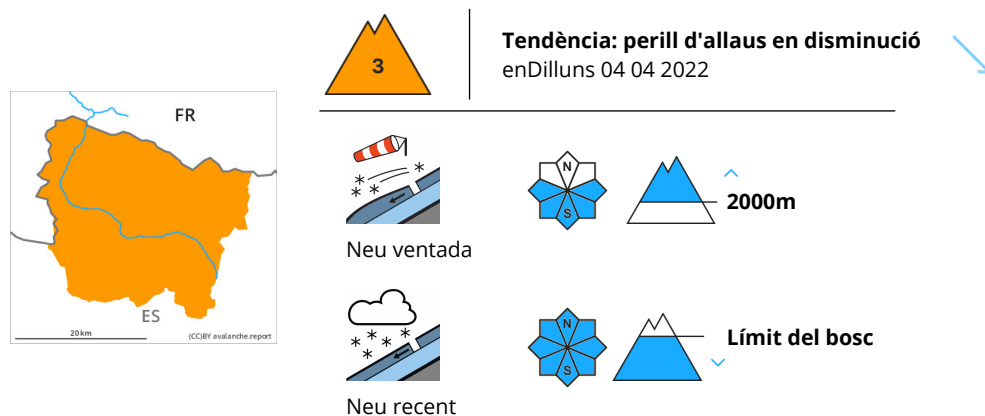 3
Tendència: perill d'allaus en disminució
enDilluns 04 04 2022
FR
ES
20 km
(CC)BY avalanche.report
N
S
2000m
Neu ventada
N
S
Límit del bosc
Neu recent